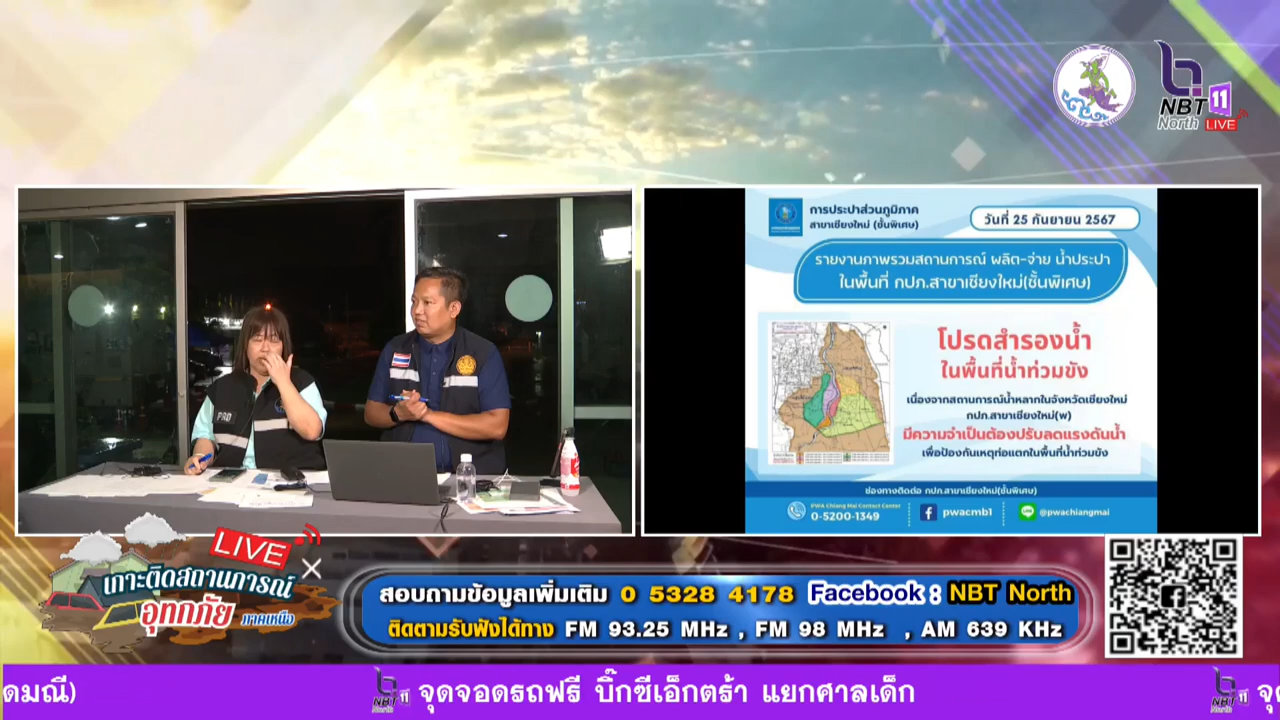 NBT 11
North LIVE
PRD
การประปาส่วนภูมิภาค
สาขาเชียงใหม่ (ชั้นพิเศษ)
วันที่ 25 กันยายน 2567
รายงานภาพรวมสถานการณ์ ผลิต-จ่าย น้ำประปา
ในพื้นที่ กปภ.สาขาเชียงใหม่(ชั้นพิเศษ)
โปรดสำรองน้ำ
ในพื้นที่น้ำท่วมขัง
เนื่องจากสถานการณ์น้ำหลากในจังหวัดเชียงใหม่
กปภ.สาขาเชียงใหม่(พ)
มีความจำเป็นต้องปรับลดแรงดันน้ำ
เพื่อป้องกันเหตุท่อแตกในพื้นที่น้ำท่วมขัง
ช่องทางติดต่อ กปภ.สาขาเชียงใหม่(ชั้นพิเศษ)
PWA Chiang Mai Contact Center
0-5200-1349
pwacmb1
@pwachiangmai
LIVE
เกาะติดสถานการณ์
อุทกภัย ภาคเหนือ
สอบถามข้อมูลเพิ่มเติม 0 5328 4178 Facebook : NBT North
ติดตามรับฟังได้ทาง FM 93.25 MHz , FM 98 MHz , AM 639 KHz
ดมณี) NBT 11 North จุดจอดรถฟรี บิ๊กซีเอ็กตร้า แยกศาลเด็ก NBT 11 North จุ